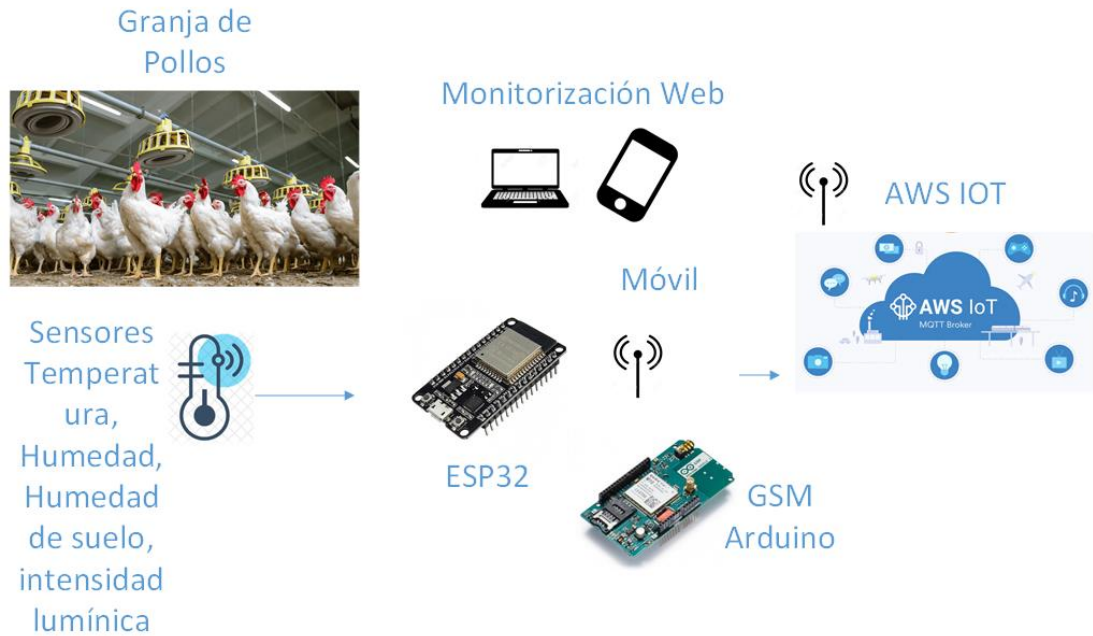 Granja de
Pollos
Monitorización Web
AWS IOT
Móvil
AWS IoT
MQTT Broker
Sensores
Temperat
ura,
Humedad,
Humedad
de suelo,
intensidad
lumínica
ESP32
GSM
Arduino